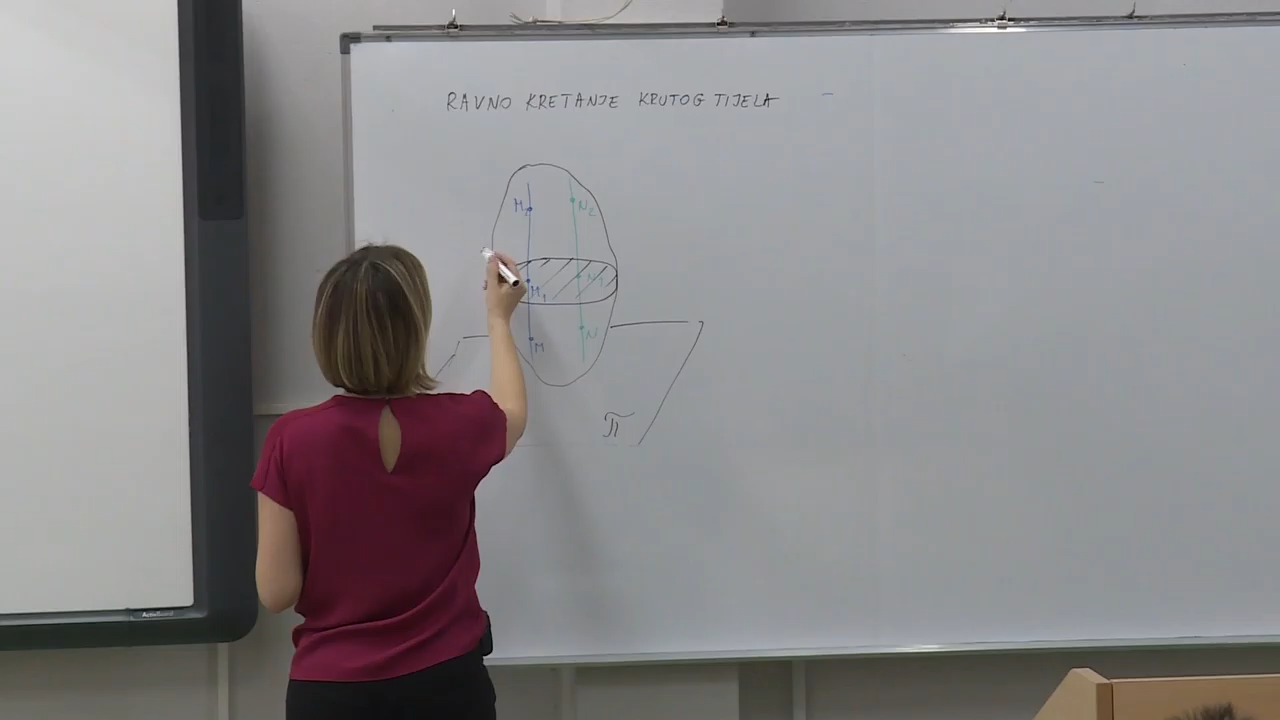 RAVNO KRETANJE KRUTOG TIJELA
M₂ N₂
M₁ N₁
M N
π